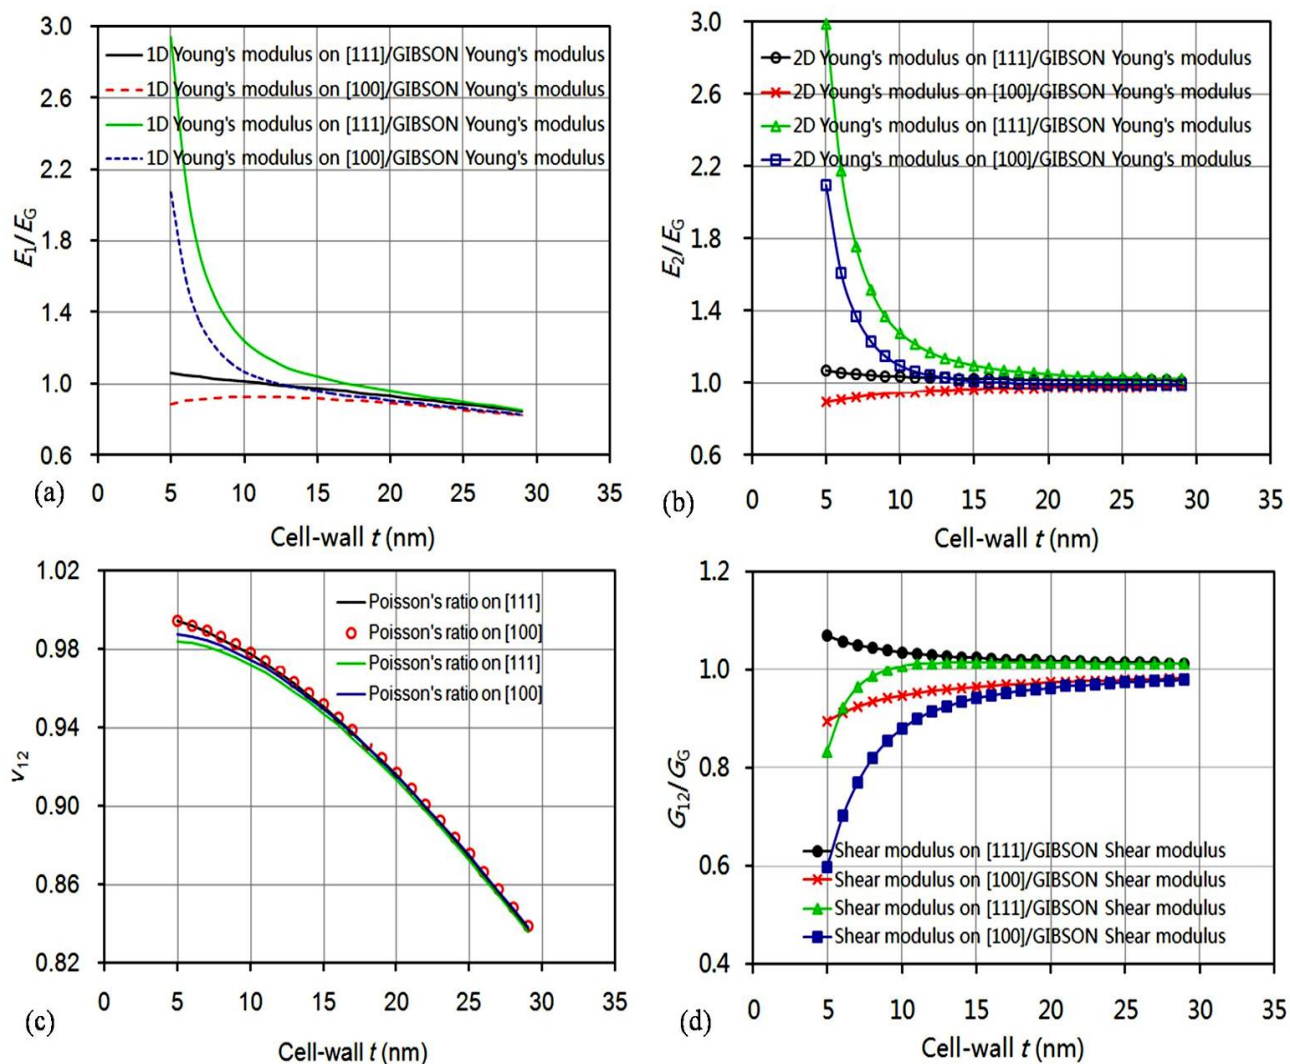 3.0
2.6
2.2
1.8
1.4
1.0
0.6
E1/EG
1D Young's modulus on [111]/GIBSON Young's modulus
1D Young's modulus on [100]/GIBSON Young's modulus
1D Young's modulus on [111]/GIBSON Young's modulus
1D Young's modulus on [100]/GIBSON Young's modulus
(a)
0 5 10 15 20 25 30 35
Cell-wall t (nm)
3.0
2.6
2.2
1.8
1.4
1.0
0.6
E2/EG
2D Young's modulus on [111]/GIBSON Young's modulus
2D Young's modulus on [100]/GIBSON Young's modulus
2D Young's modulus on [111]/GIBSON Young's modulus
2D Young's modulus on [100]/GIBSON Young's modulus
(b)
0 5 10 15 20 25 30 35
Cell-wall t (nm)
1.02
0.98
0.94
0.90
0.86
0.82
ν12
Poisson's ratio on [111]
Poisson's ratio on [100]
Poisson's ratio on [111]
Poisson's ratio on [100]
(c)
0 5 10 15 20 25 30 35
Cell-wall t (nm)
1.2
1.0
0.8
0.6
0.4
G12/GG
Shear modulus on [111]/GIBSON Shear modulus
Shear modulus on [100]/GIBSON Shear modulus
Shear modulus on [111]/GIBSON Shear modulus
Shear modulus on [100]/GIBSON Shear modulus
(d)
0 5 10 15 20 25 30 35
Cell-wall t (nm)